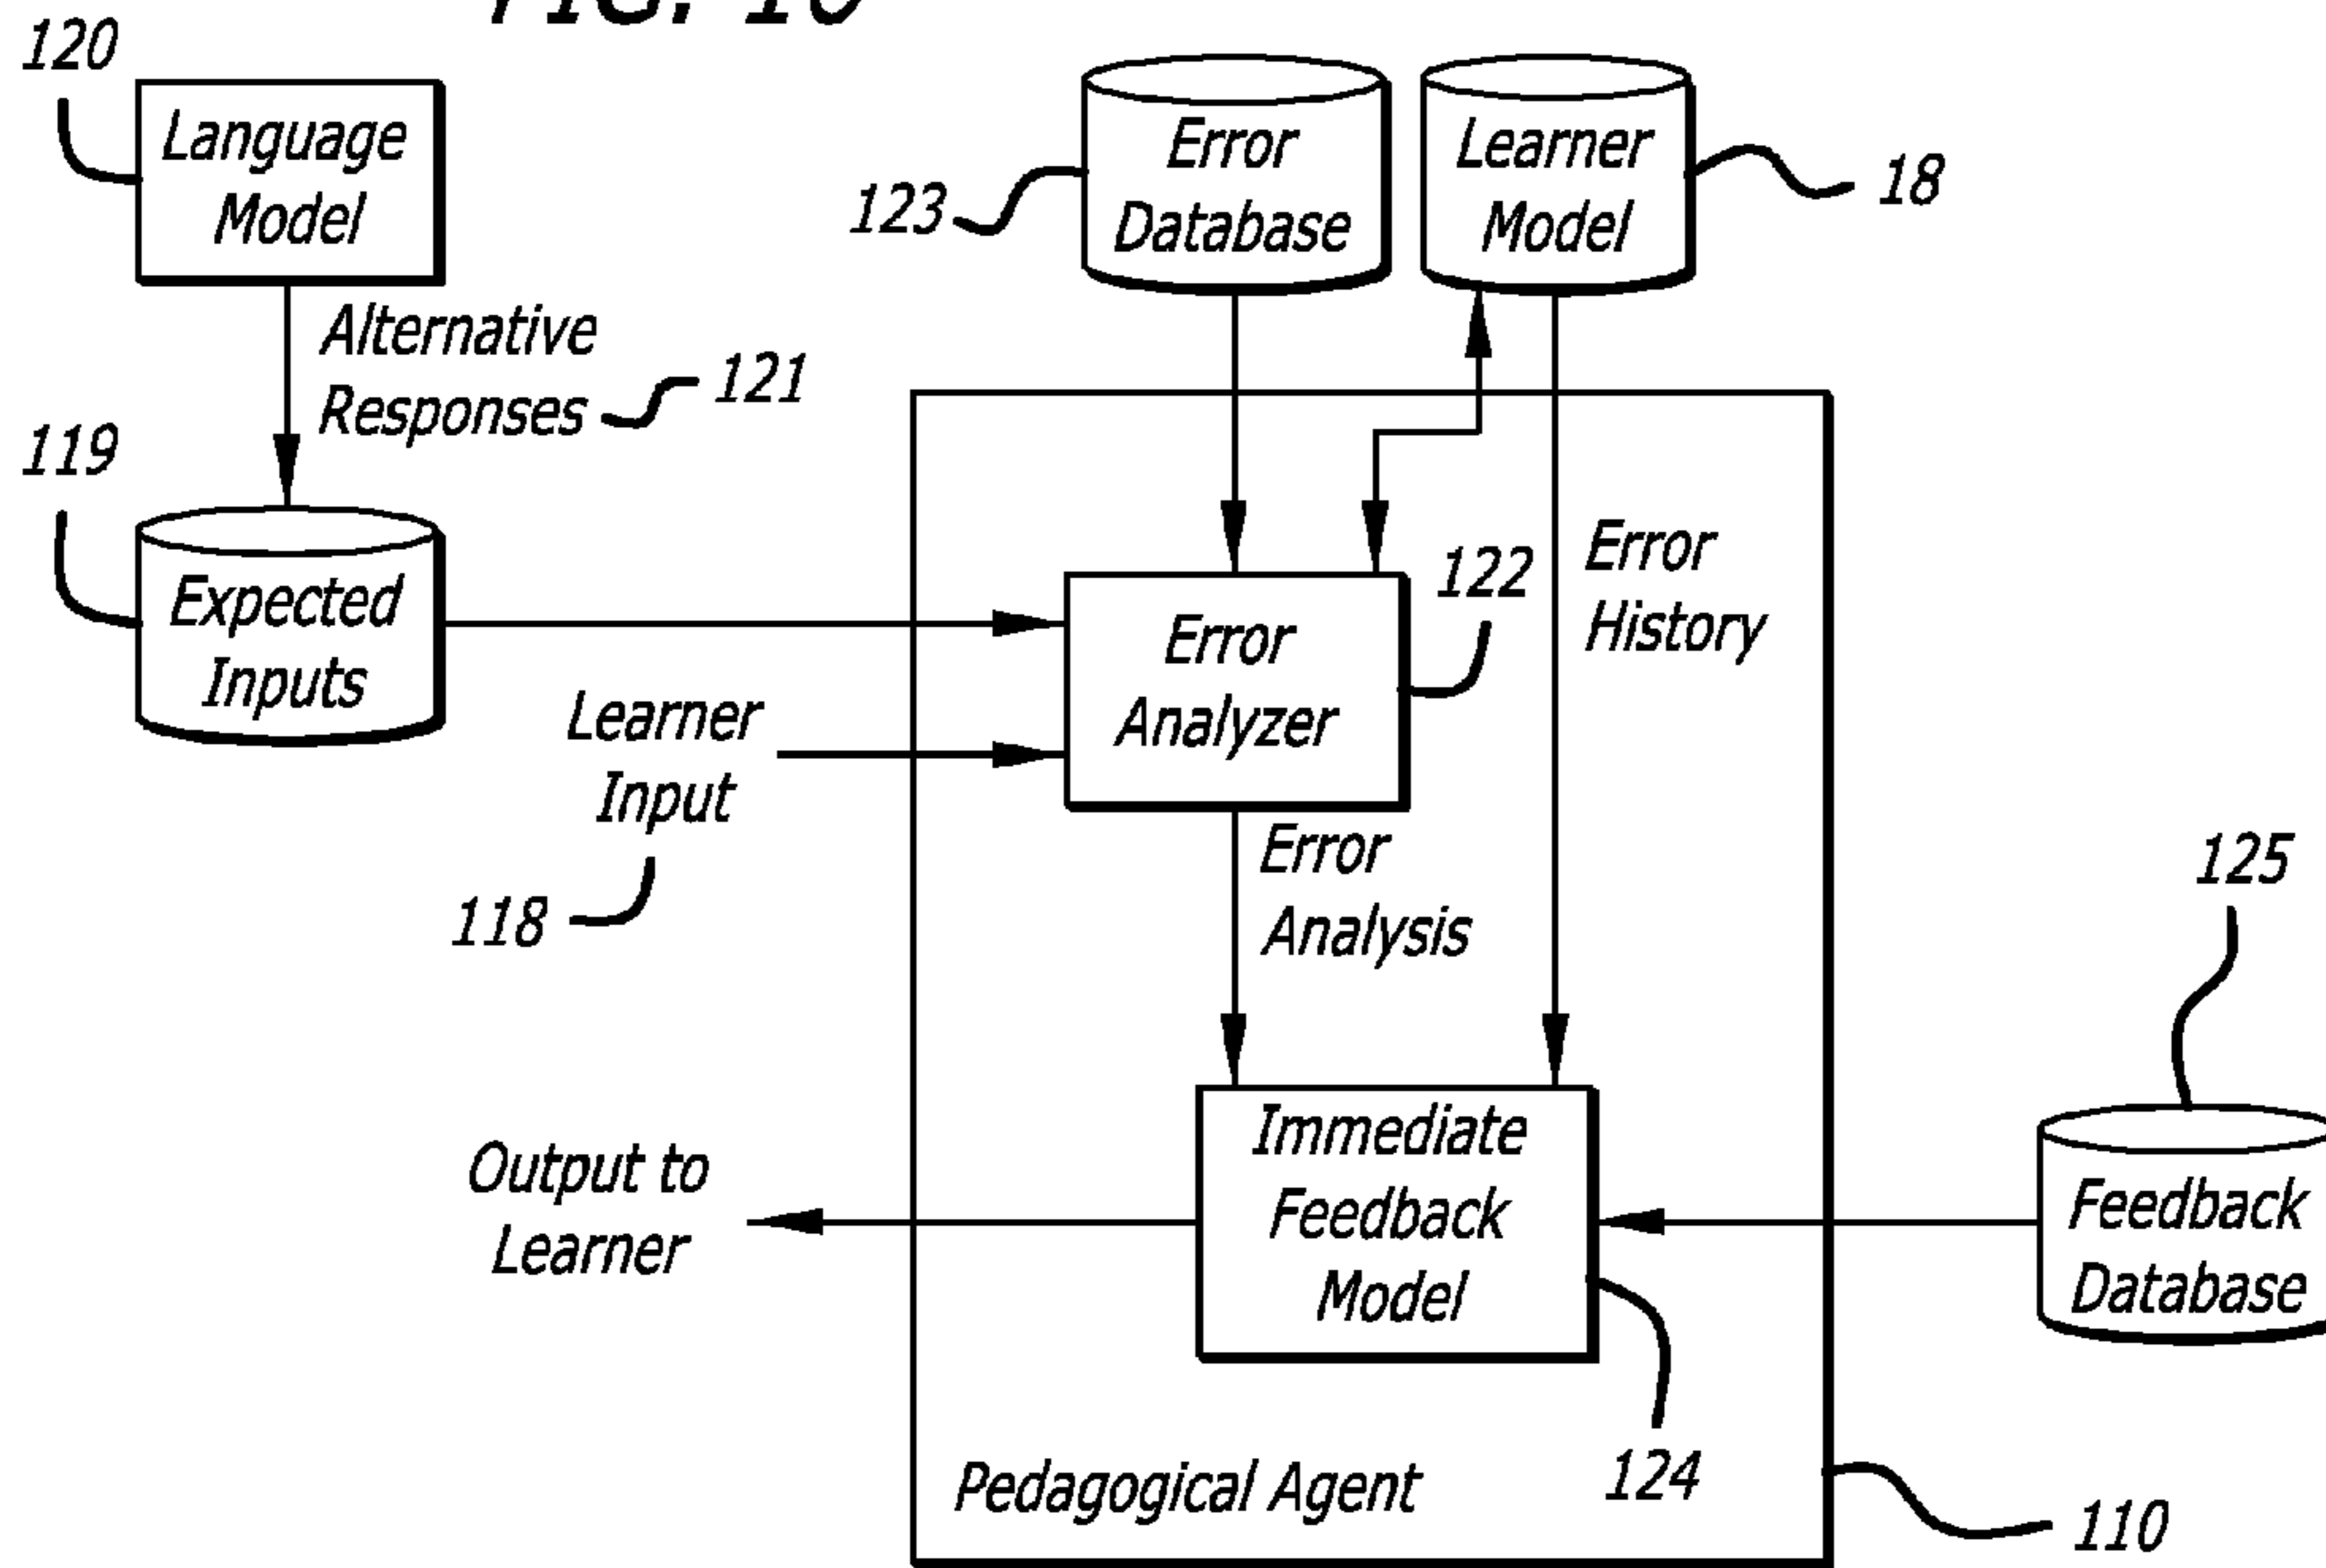 FIG. 10
120
Language
Model
Error
Database
Learner
Model
18
123
Alternative
Responses
121
119
Expected
Inputs
Error
History
122
Error
Analyzer
Learner
Input
118
Error
Analysis
125
Immediate
Feedback
Model
Output to
Learner
Feedback
Database
124
Pedagogical Agent
110